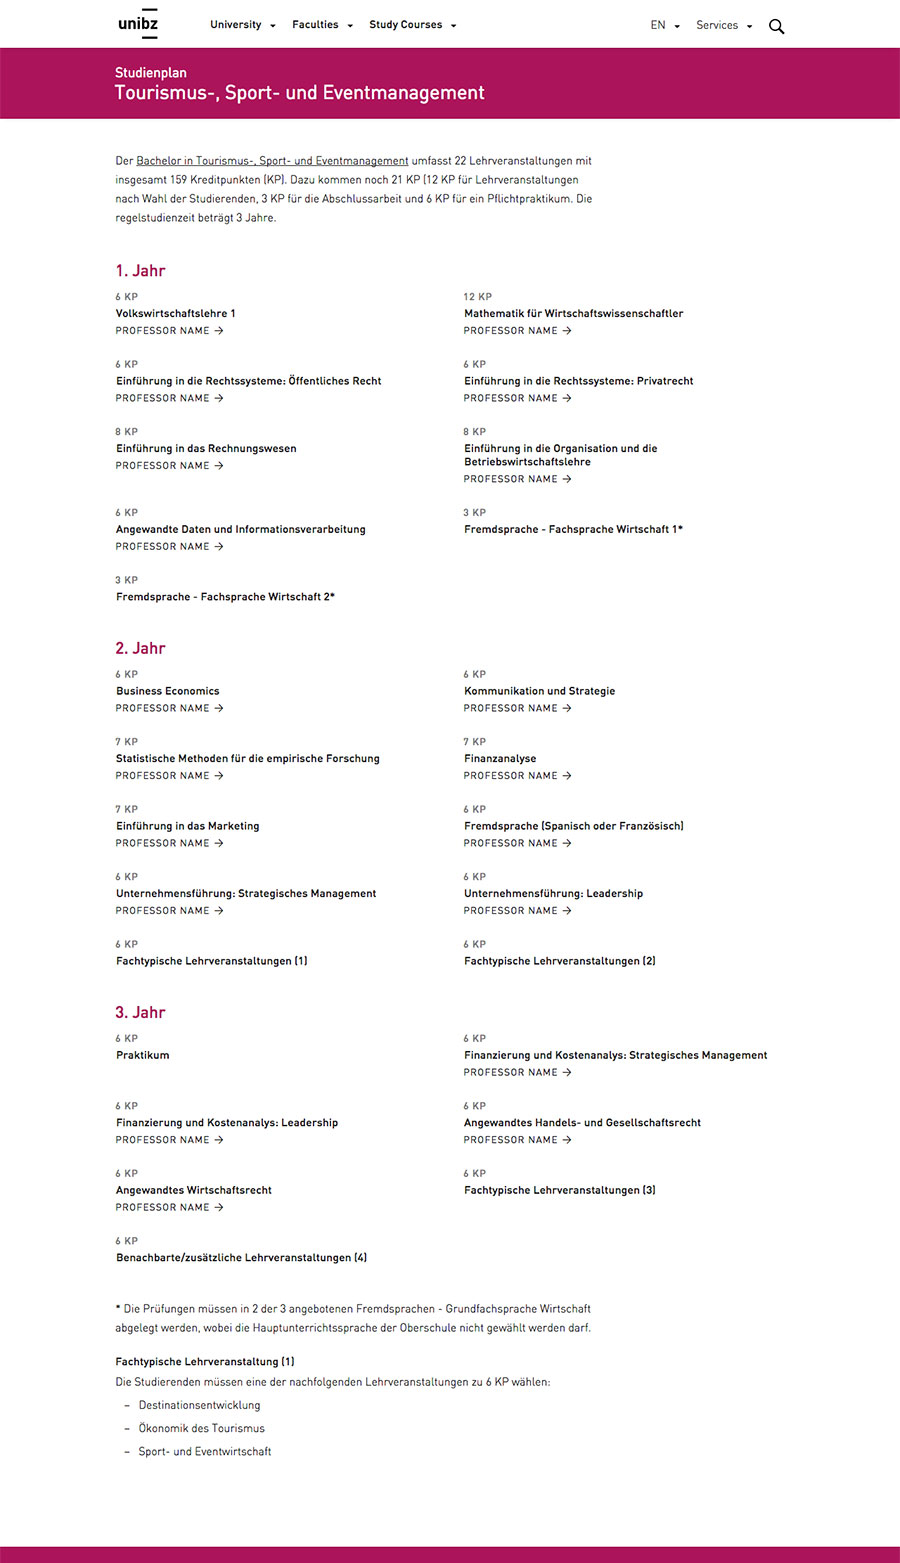 unibz University Faculties Study Courses EN Services
Studienplan
Tourismus-, Sport- und Eventmanagement
Der Bachelor in Tourismus-, Sport- und Eventmanagement umfasst 22 Lehrveranstaltungen mit
insgesamt 159 Kreditpunkten (KP). Dazu kommen noch 21 KP (12 KP für Lehrveranstaltungen
nach Wahl der Studierenden, 3 KP für die Abschlussarbeit und 6 KP für ein Pflichtpraktikum. Die
regelstudienzeit beträgt 3 Jahre.
1. Jahr
6 KP
Volkswirtschaftslehre 1
PROFESSOR NAME →
12 KP
Mathematik für Wirtschaftswissenschaftler
PROFESSOR NAME →
6 KP
Einführung in die Rechtssysteme: Öffentliches Recht
PROFESSOR NAME →
6 KP
Einführung in die Rechtssysteme: Privatrecht
PROFESSOR NAME →
8 KP
Einführung in das Rechnungswesen
PROFESSOR NAME →
8 KP
Einführung in die Organisation und die
Betriebswirtschaftslehre
PROFESSOR NAME →
6 KP
Angewandte Daten und Informationsverarbeitung
PROFESSOR NAME →
3 KP
Fremdsprache - Fachsprache Wirtschaft 1*
3 KP
Fremdsprache - Fachsprache Wirtschaft 2*
2. Jahr
6 KP
Business Economics
PROFESSOR NAME →
6 KP
Kommunikation und Strategie
PROFESSOR NAME →
7 KP
Statistische Methoden für die empirische Forschung
PROFESSOR NAME →
7 KP
Finanzanalyse
PROFESSOR NAME →
7 KP
Einführung in das Marketing
PROFESSOR NAME →
6 KP
Fremdsprache (Spanisch oder Französisch)
PROFESSOR NAME →
6 KP
Unternehmensführung: Strategisches Management
PROFESSOR NAME →
6 KP
Unternehmensführung: Leadership
PROFESSOR NAME →
6 KP
Fachtypische Lehrveranstaltungen (1)
6 KP
Fachtypische Lehrveranstaltungen (2)
3. Jahr
6 KP
Praktikum
6 KP
Finanzierung und Kostenanalys: Strategisches Management
PROFESSOR NAME →
6 KP
Finanzierung und Kostenanalys: Leadership
PROFESSOR NAME →
6 KP
Angewandtes Handels- und Gesellschaftsrecht
PROFESSOR NAME →
6 KP
Angewandtes Wirtschaftsrecht
PROFESSOR NAME →
6 KP
Fachtypische Lehrveranstaltungen (3)
6 KP
Benachbarte/zusätzliche Lehrveranstaltungen (4)
* Die Prüfungen müssen in 2 der 3 angebotenen Fremdsprachen - Grundfachsprache Wirtschaft
abgelegt werden, wobei die Hauptunterrichtssprache der Oberschule nicht gewählt werden darf.
Fachtypische Lehrveranstaltung (1)
Die Studierenden müssen eine der nachfolgenden Lehrveranstaltungen zu 6 KP wählen:
– Destinationsentwicklung
– Ökonomik des Tourismus
– Sport- und Eventwirtschaft